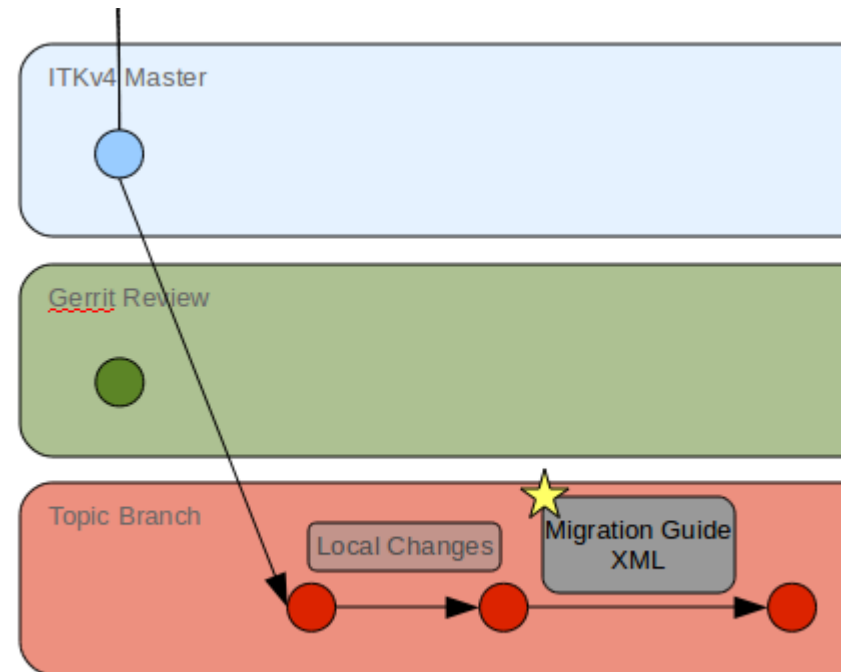 ITKv4 Master
Gerrit Review
Topic Branch
Local Changes
Migration Guide
XML